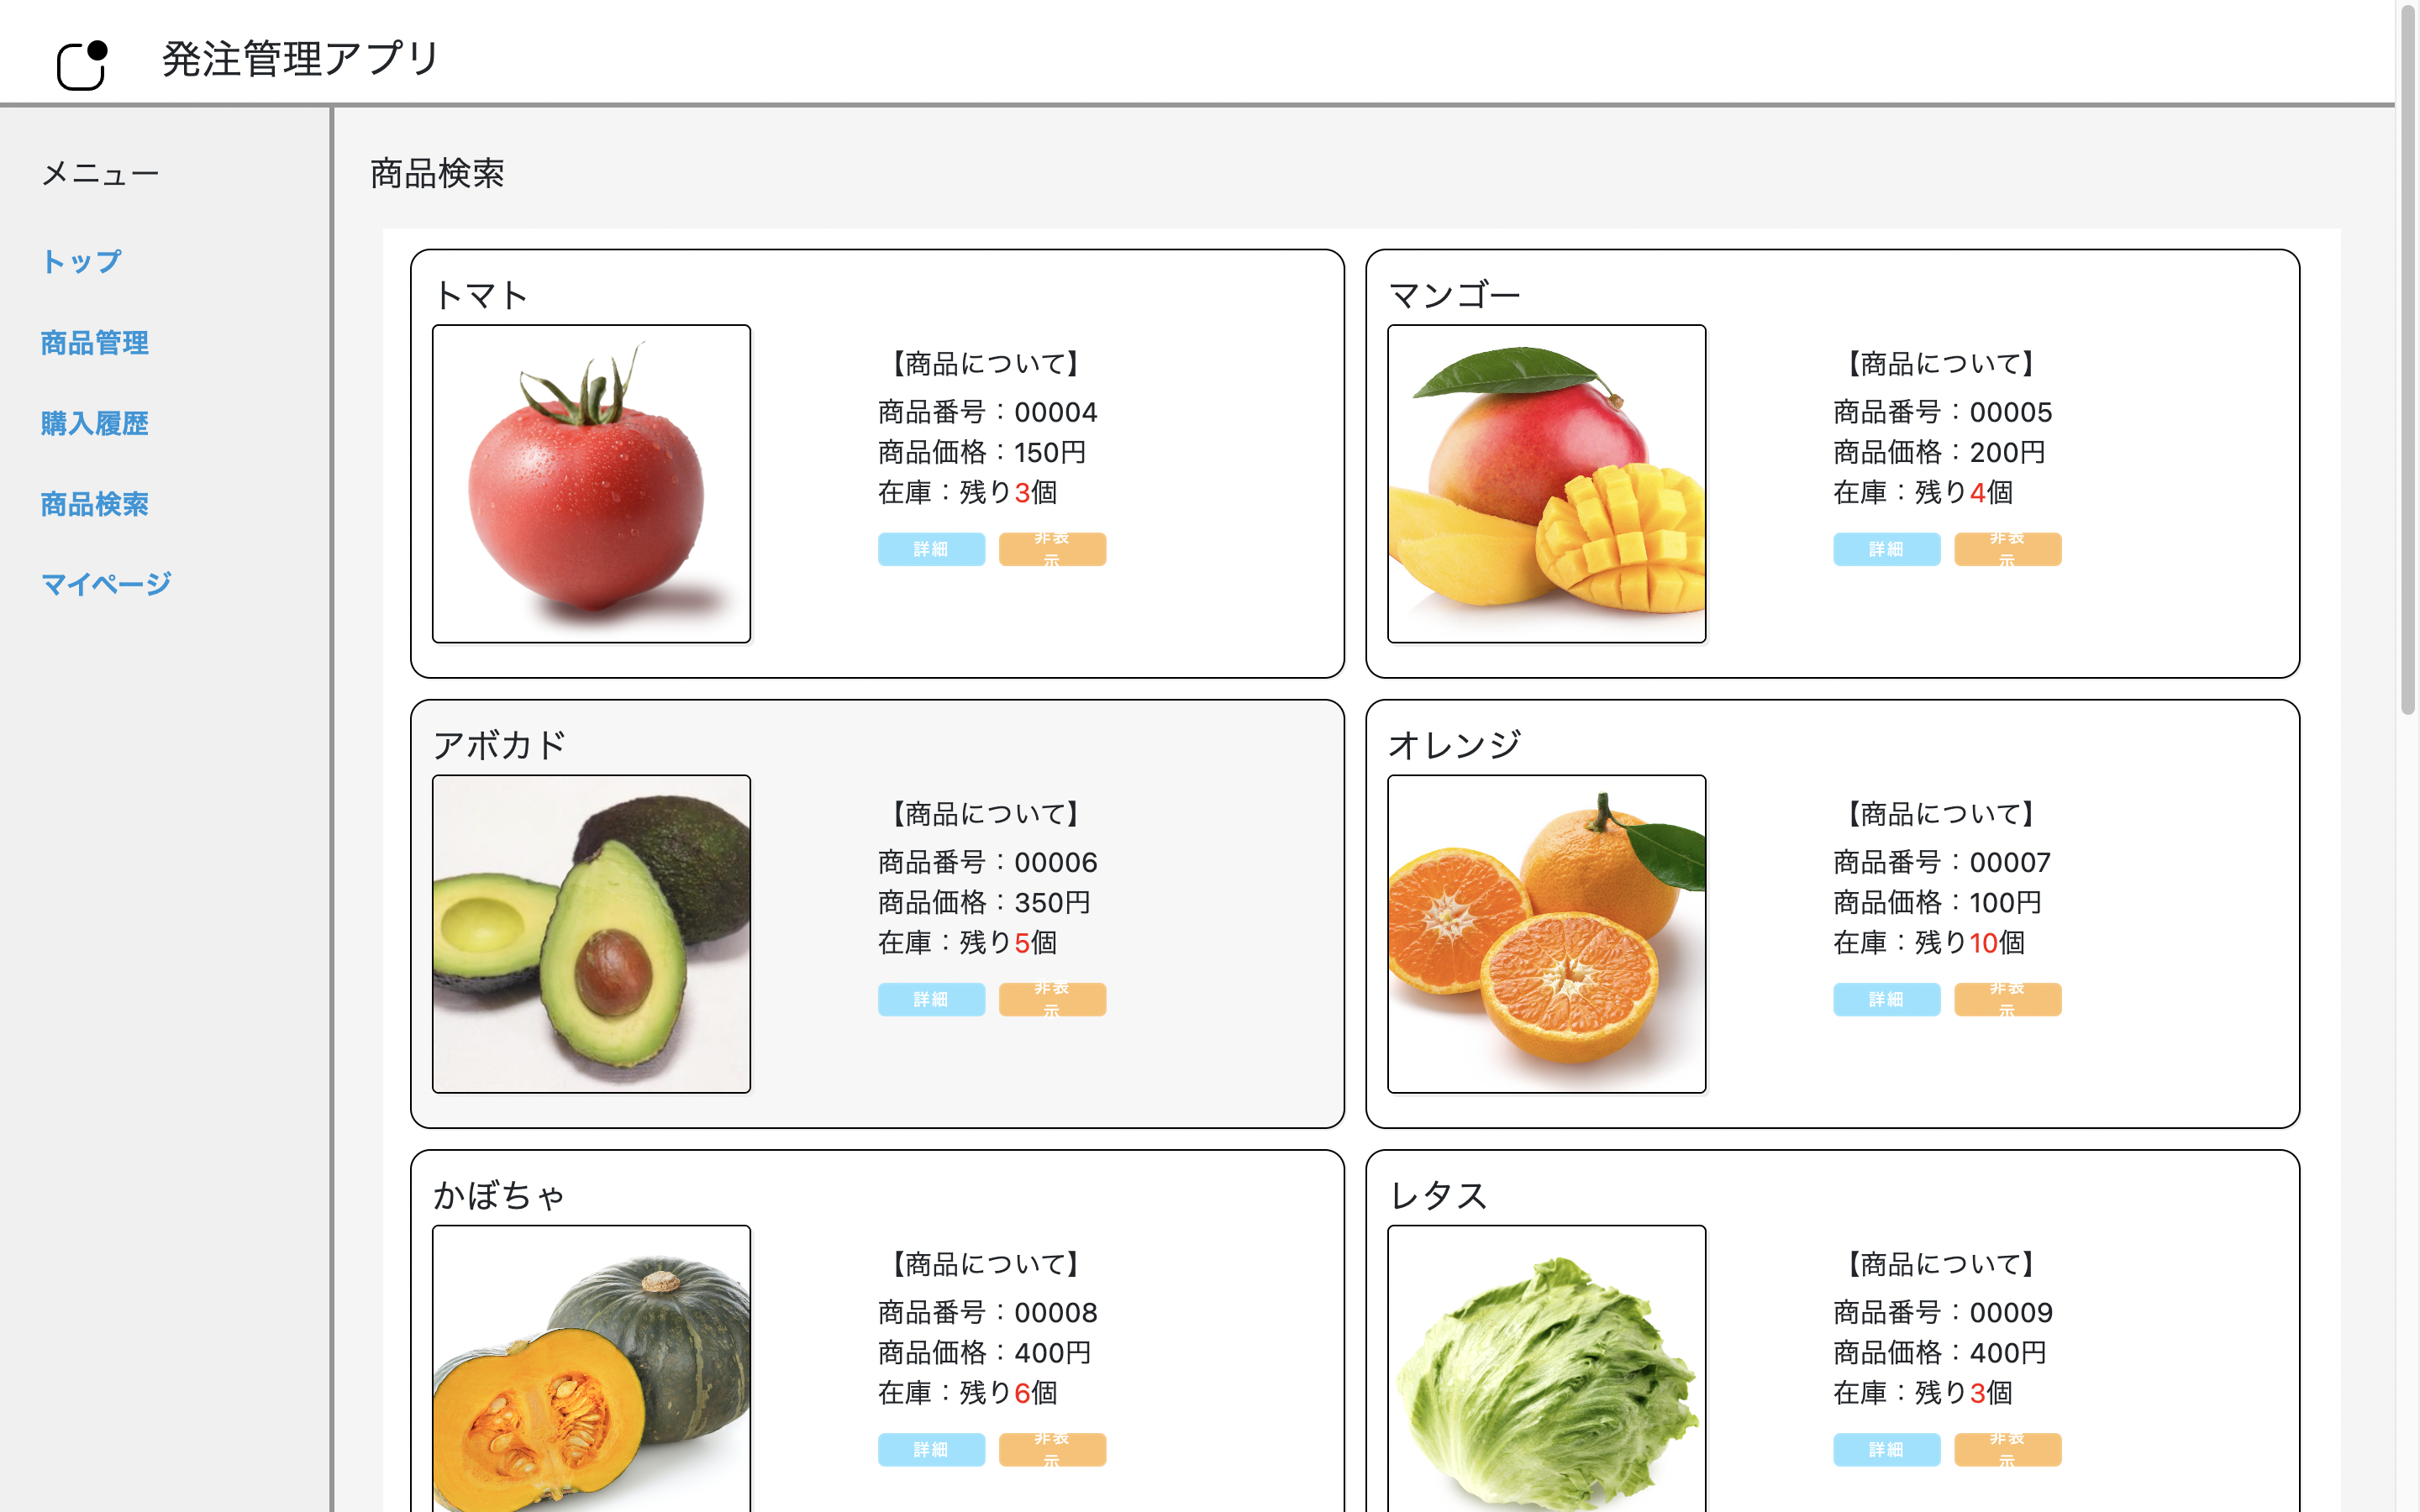 発注管理アプリ
メニュー
トップ
商品管理
購入履歴
商品検索
マイページ
商品検索
トマト
【商品について】
商品番号：00004
商品価格：150円
在庫：残り3個
詳細
非表
示
マンゴー
【商品について】
商品番号：00005
商品価格：200円
在庫：残り4個
詳細
非表
示
アボカド
【商品について】
商品番号：00006
商品価格：350円
在庫：残り5個
詳細
非表
示
オレンジ
【商品について】
商品番号：00007
商品価格：100円
在庫：残り10個
詳細
非表
示
かぼちゃ
【商品について】
商品番号：00008
商品価格：400円
在庫：残り6個
詳細
非表
示
レタス
【商品について】
商品番号：00009
商品価格：400円
在庫：残り3個
詳細
非表
示